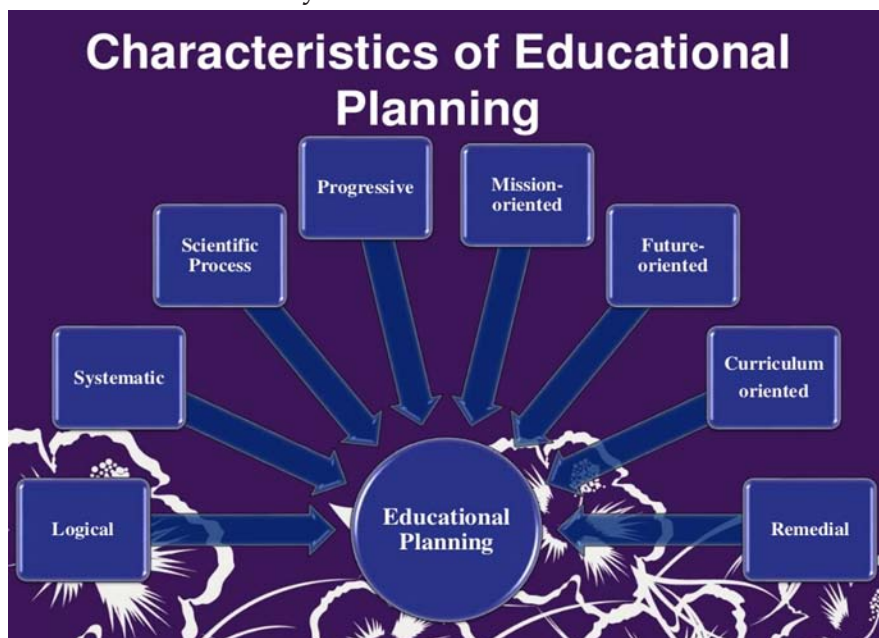 Characteristics of Educational
Planning
Logical
Systematic
Scientific
Process
Progressive
Mission-
oriented
Future-
oriented
Curriculum
oriented
Remedial
Educational
Planning